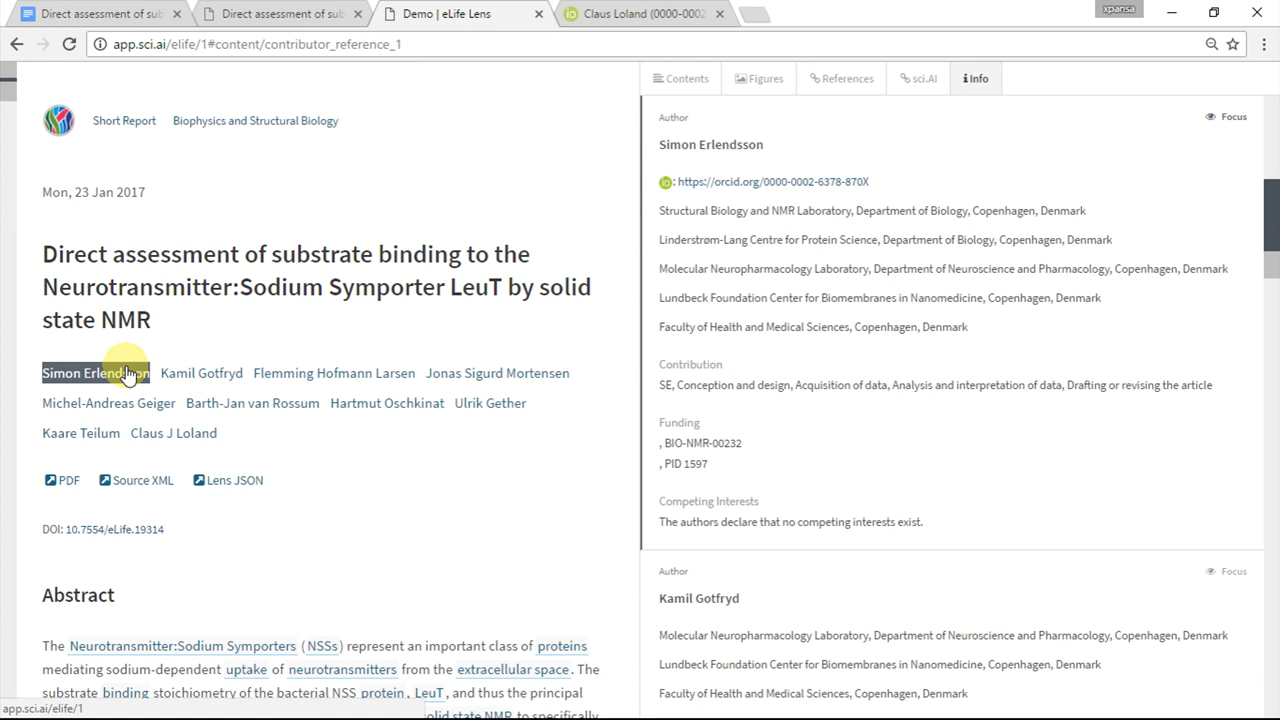 Direct assessment of sub
Direct assessment of sub
Demo | eLife Lens
Claus Loland (0000-0002
xpansa
app.sci.ai/elife/1#content/contributor_reference_1
Short Report
Biophysics and Structural Biology
Mon, 23 Jan 2017
Direct assessment of substrate binding to the
Neurotransmitter:Sodium Symporter LeuT by solid
state NMR
Simon Erlendsson Kamil Gotfryd Flemming Hofmann Larsen Jonas Sigurd Mortensen
Michel-Andreas Geiger Barth-Jan van Rossum Hartmut Oschkinat Ulrik Gether
Kaare Teilum Claus J Loland
PDF Source XML Lens JSON
DOI: 10.7554/eLife.19314
Abstract
The Neurotransmitter:Sodium Symporters (NSSs) represent an important class of proteins
mediating sodium-dependent uptake of neurotransmitters from the extracellular space. The
substrate binding stoichiometry of the bacterial NSS protein, LeuT, and thus the principal
olid state NMR to specifically
app.sci.ai/elife/1
Contents Figures References sci.AI Info
Author
Focus
Simon Erlendsson
iD: https://orcid.org/0000-0002-6378-870X
Structural Biology and NMR Laboratory, Department of Biology, Copenhagen, Denmark
Linderstrøm-Lang Centre for Protein Science, Department of Biology, Copenhagen, Denmark
Molecular Neuropharmacology Laboratory, Department of Neuroscience and Pharmacology, Copenhagen, Denmark
Lundbeck Foundation Center for Biomembranes in Nanomedicine, Copenhagen, Denmark
Faculty of Health and Medical Sciences, Copenhagen, Denmark
Contribution
SE, Conception and design, Acquisition of data, Analysis and interpretation of data, Drafting or revising the article
Funding
, BIO-NMR-00232
, PID 1597
Competing Interests
The authors declare that no competing interests exist.
Author
Focus
Kamil Gotfryd
Molecular Neuropharmacology Laboratory, Department of Neuroscience and Pharmacology, Copenhagen, Denmark
Lundbeck Foundation Center for Biomembranes in Nanomedicine, Copenhagen, Denmark
Faculty of Health and Medical Sciences, Copenhagen, Denmark